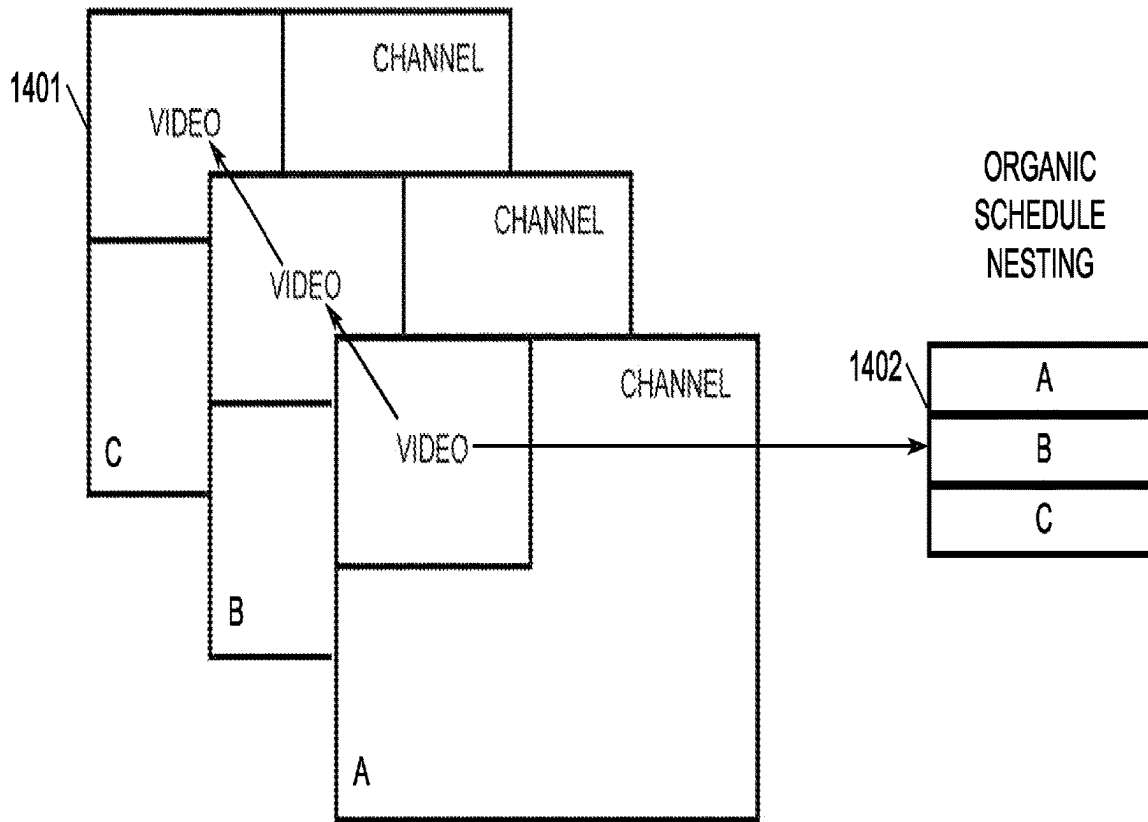 CHANNEL
1401
VIDEO
ORGANIC
SCHEDULE
NESTING
CHANNEL
VIDEO
1402
A
CHANNEL
VIDEO
B
C
C
B
A